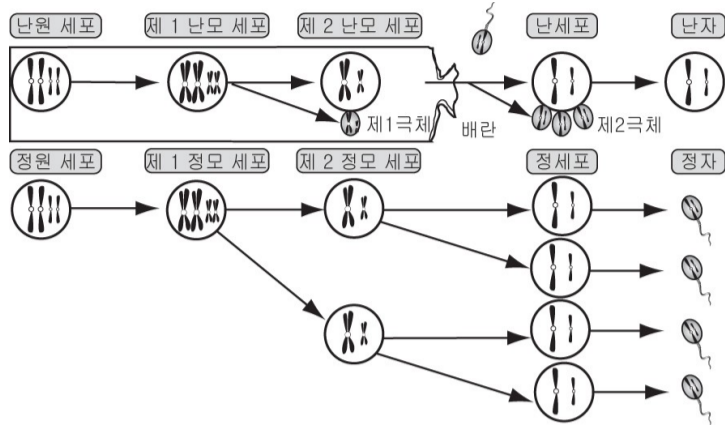 난원 세포 제 1 난모 세포 제 2 난모 세포 난세포 난자
제1극체 배란 제2극체
정원 세포 제 1 정모 세포 제 2 정모 세포 정세포 정자